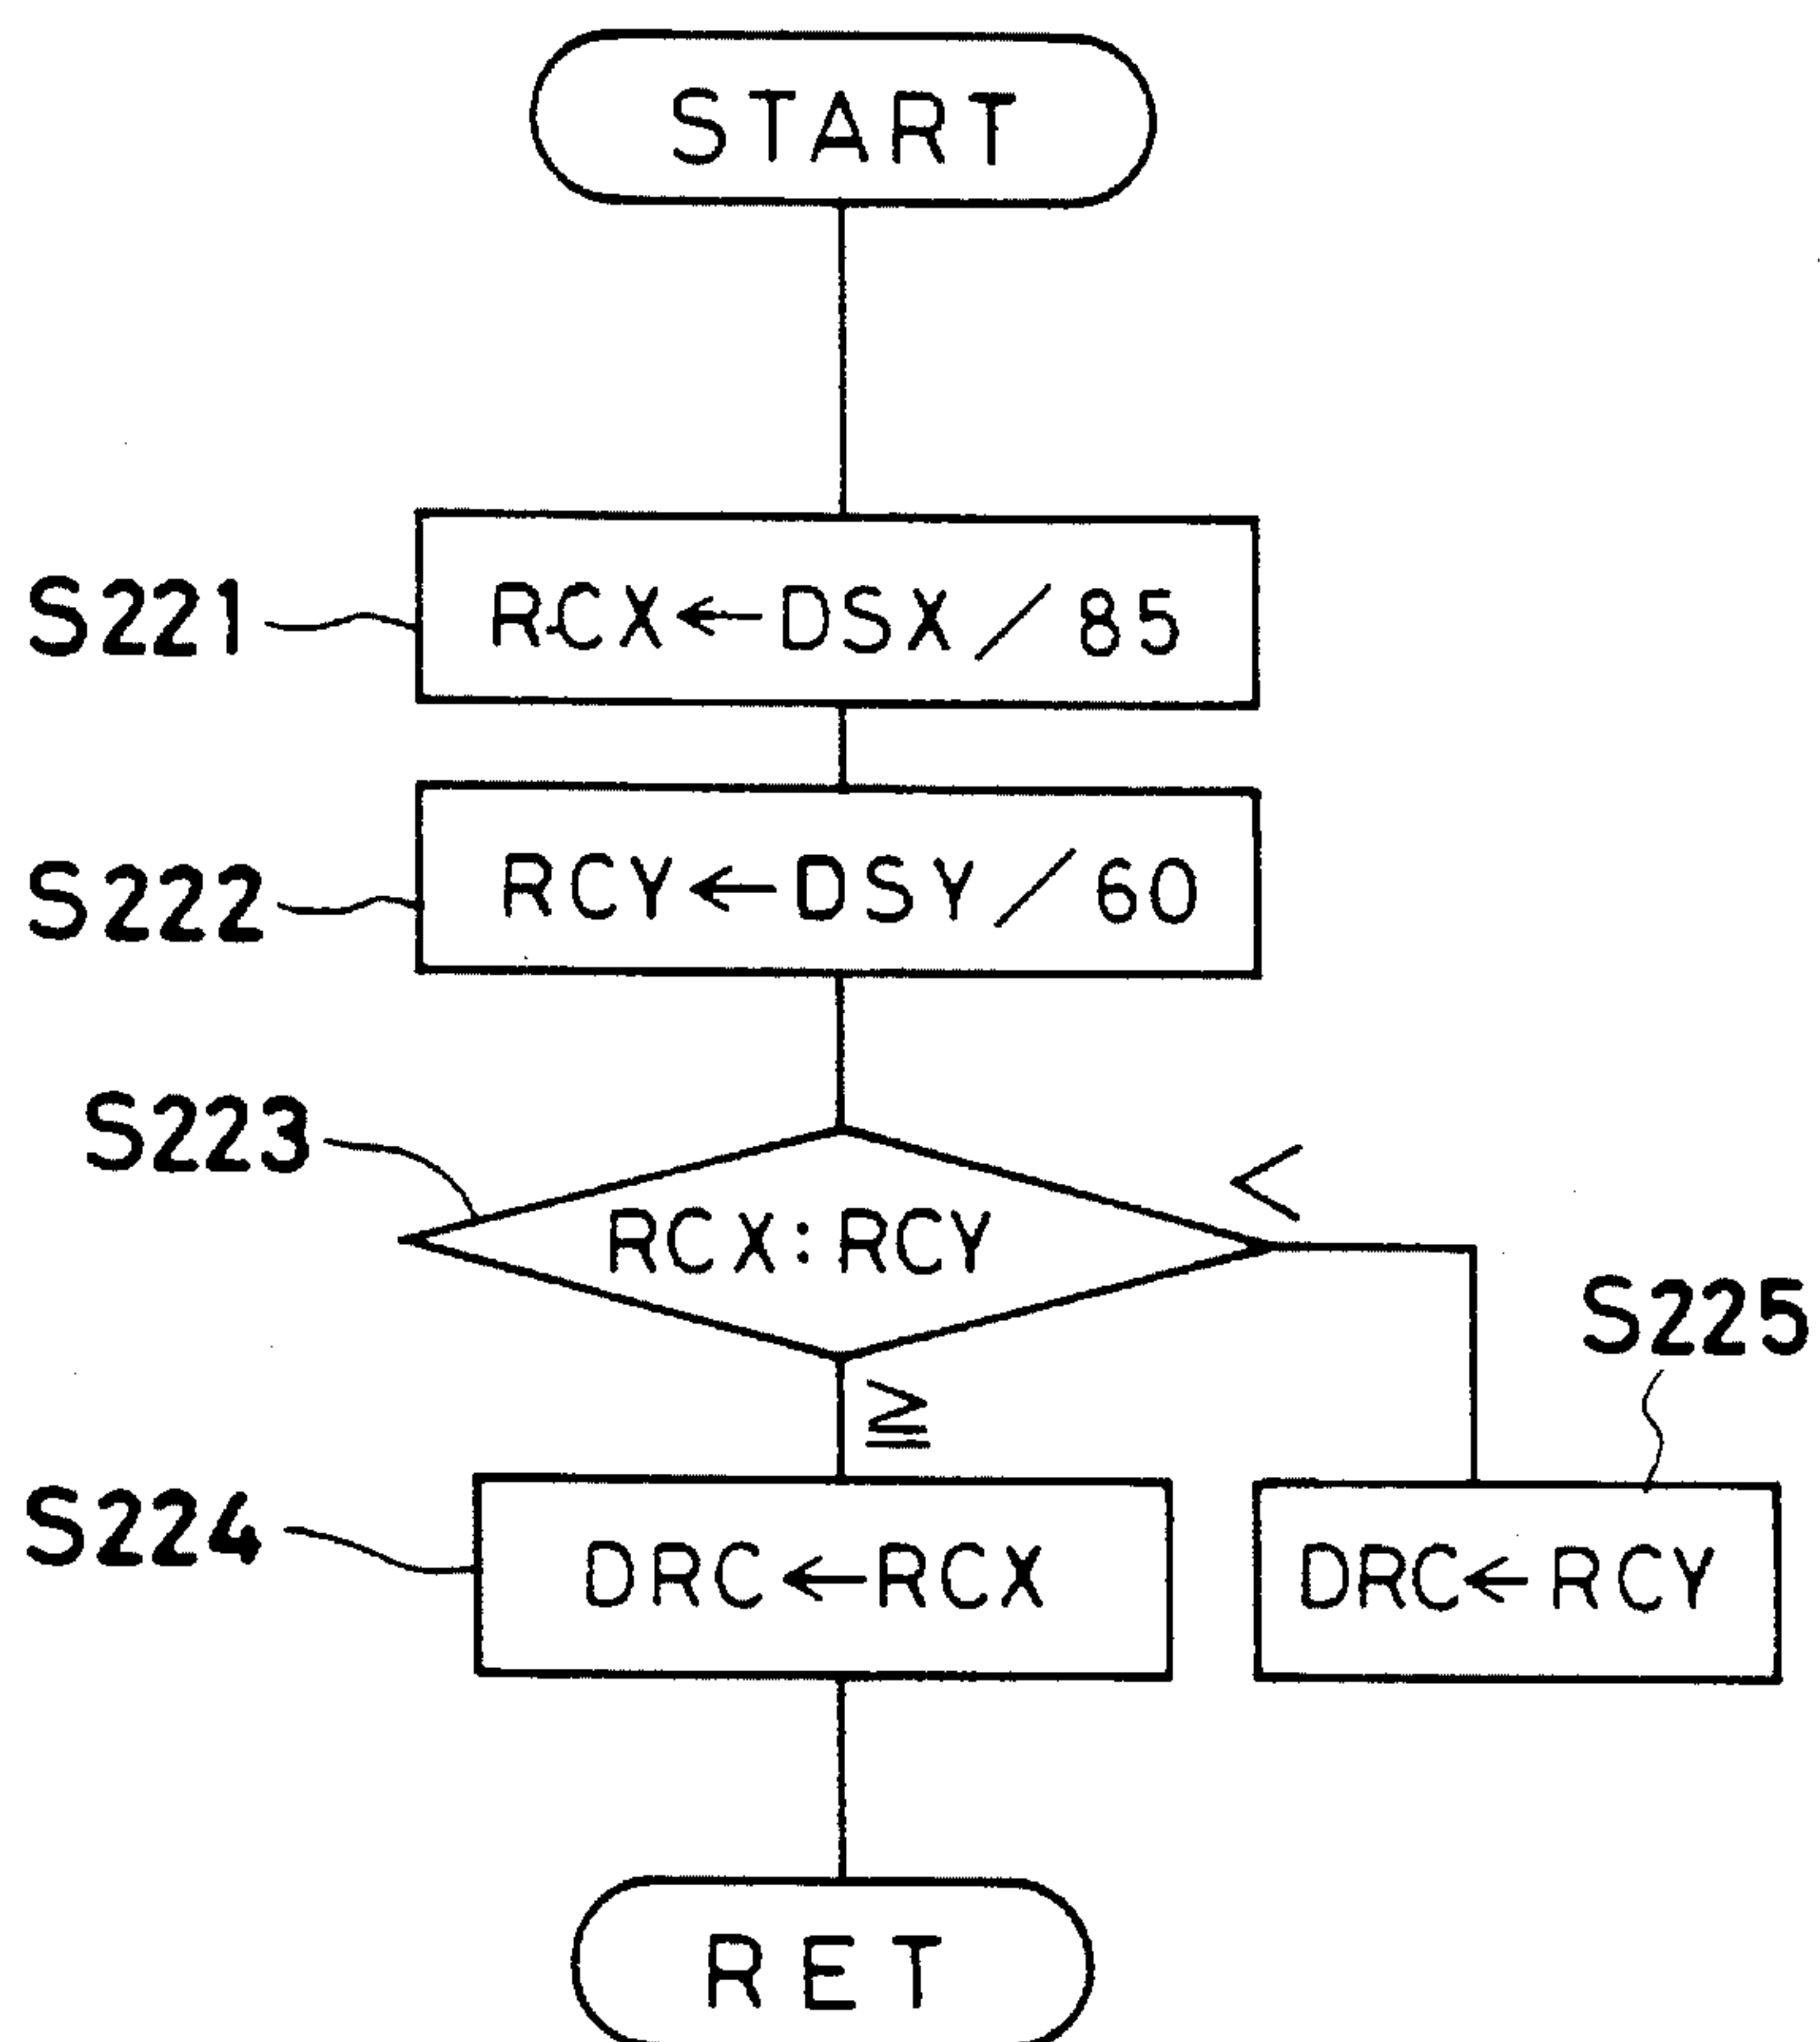 START
S221
RCX←DSX/85
S222
RCY←DSY/60
S223
RCX:RCY
<
≧
S225
S224
DRC←RCX
DRC←RCY
RET